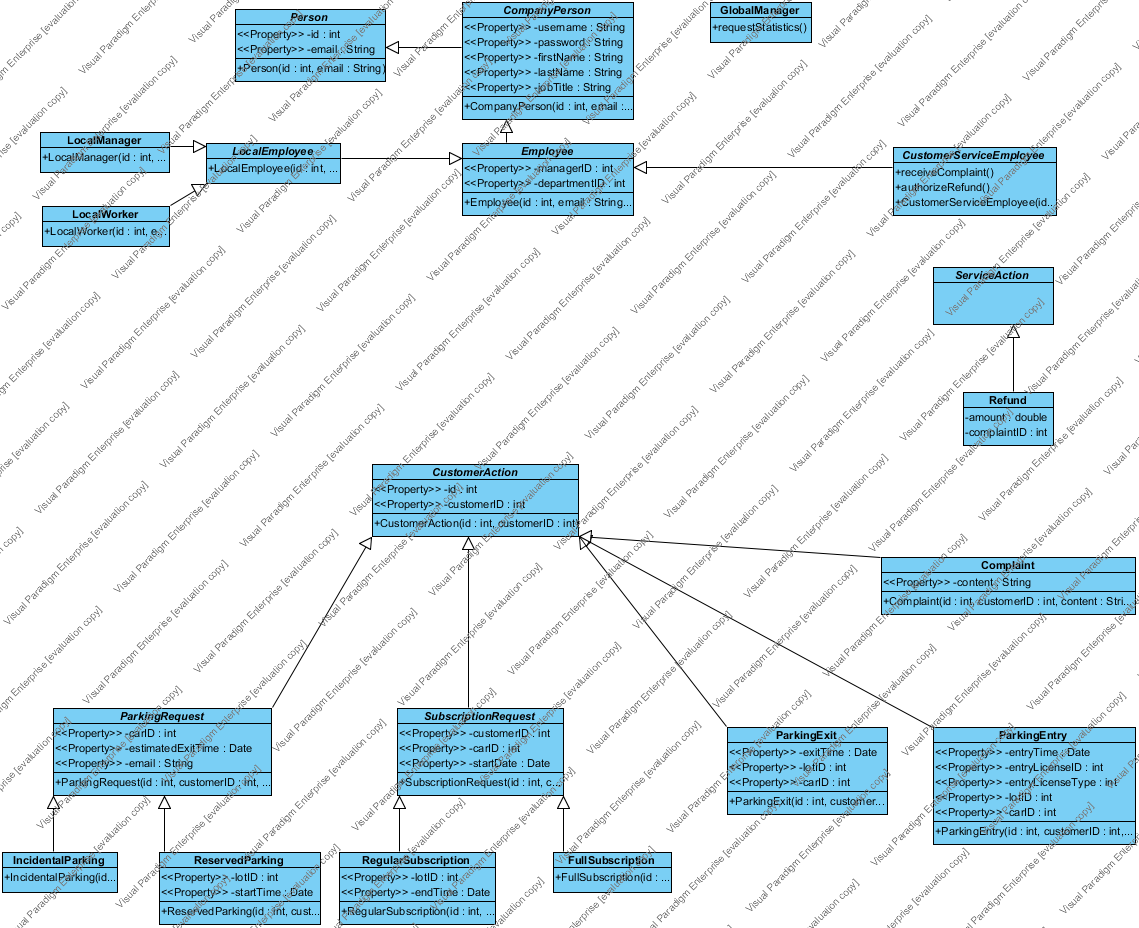 Person
<<Property>> -id : int
<<Property>> -email : String
+Person(id : int, email : String)
CompanyPerson
<<Property>> -username : String
<<Property>> -password : String
<<Property>> -firstName : String
<<Property>> -lastName : String
<<Property>> -jobTitle : String
+CompanyPerson(id : int, email :...
GlobalManager
+requestStatistics()
LocalManager
+LocalManager(id : int, ...
LocalEmployee
+LocalEmployee(id : int, ...
Employee
<<Property>> -managerID : int
<<Property>> -departmentID : int
+Employee(id : int, email : String...
CustomerServiceEmployee
+receiveComplaint()
+authorizeRefund()
+CustomerServiceEmployee(id...
LocalWorker
+LocalWorker(id : int, e...
ServiceAction
Refund
-amount : double
-complaintID : int
CustomerAction
<<Property>> -id : int
<<Property>> -customerID : int
+CustomerAction(id : int, customerID : int)
Complaint
<<Property>> -content : String
+Complaint(id : int, customerID : int, content : Stri...
ParkingRequest
<<Property>> -carID : int
<<Property>> -estimatedExitTime : Date
<<Property>> -email : String
+ParkingRequest(id : int, customerID : int, ...
SubscriptionRequest
<<Property>> -customerID : int
<<Property>> -carID : int
<<Property>> -startDate : Date
+SubscriptionRequest(id : int, c...
ParkingExit
<<Property>> -exitTime : Date
<<Property>> -lotID : int
<<Property>> -carID : int
+ParkingExit(id : int, customer...
ParkingEntry
<<Property>> -entryTime : Date
<<Property>> -entryLicenseID : int
<<Property>> -entryLicenseType : int
<<Property>> -lotID : int
<<Property>> -carID : int
+ParkingEntry(id : int, customerID : int,...
IncidentalParking
+IncidentalParking(id...
ReservedParking
<<Property>> -lotID : int
<<Property>> -startTime : Date
+ReservedParking(id : int, cust...
RegularSubscription
<<Property>> -lotID : int
<<Property>> -endTime : Date
+RegularSubscription(id : int, ...
FullSubscription
+FullSubscription(id : ...
Visual Paradigm Enterprise [evaluation copy]